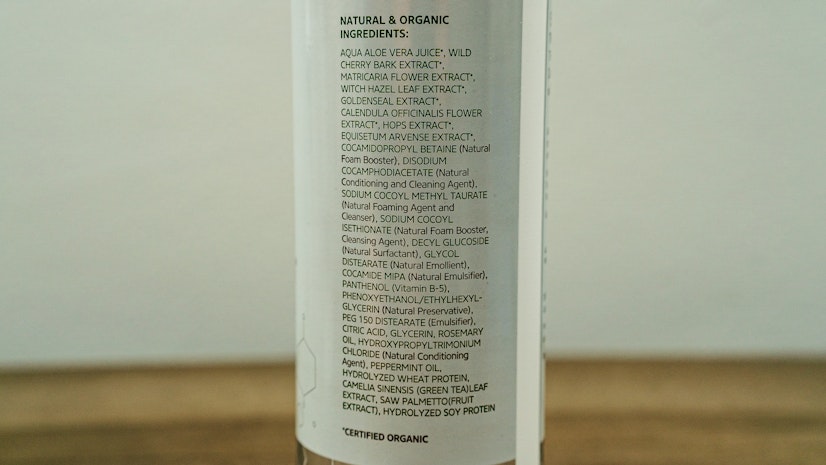 NATURAL & ORGANIC
INGREDIENTS:
AQUA ALOE VERA JUICE*, WILD
CHERRY BARK EXTRACT*,
MATRICARIA FLOWER EXTRACT*,
WITCH HAZEL LEAF EXTRACT*,
GOLDENSEAL EXTRACT*,
CALENDULA OFFICINALIS FLOWER
EXTRACT*, HOPS EXTRACT*,
EQUISETUM ARVENSE EXTRACT*,
COCAMIDOPROPYL BETAINE (Natural
Foam Booster), DISODIUM
COCAMPHODIACETATE (Natural
Conditioning and Cleaning Agent),
SODIUM COCOYL METHYL TAURATE
(Natural Foaming Agent and
Cleanser), SODIUM COCOYL
ISETHIONATE (Natural Foam Booster,
Cleansing Agent), DECYL GLUCOSIDE
(Natural Surfactant), GLYCOL
DISTEARATE (Natural Emollient),
COCAMIDE MIPA (Natural Emulsifier),
PANTHENOL (Vitamin B-5),
PHENOXYETHANOL/ETHYLHEXYL-
GLYCERIN (Natural Preservative),
PEG 150 DISTEARATE (Emulsifier),
CITRIC ACID, GLYCERIN, ROSEMARY
OIL, HYDROXYPROPYLTRIMONIUM
CHLORIDE (Natural Conditioning
Agent), PEPPERMINT OIL,
HYDROLYZED WHEAT PROTEIN,
CAMELIA SINENSIS (GREEN TEA)LEAF
EXTRACT, SAW PALMETTO(FRUIT
EXTRACT), HYDROLYZED SOY PROTEIN
*CERTIFIED ORGANIC